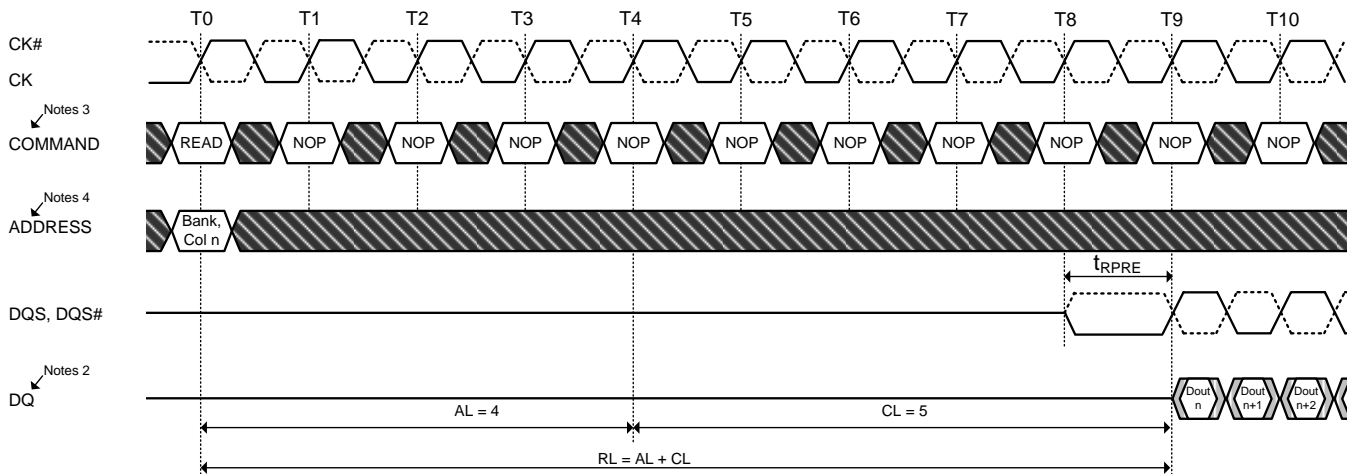 T0 T1 T2 T3 T4 T5 T6 T7 T8 T9 T10
CK#
CK
Notes 3
COMMAND
READ NOP NOP NOP NOP NOP NOP NOP NOP NOP NOP
Notes 4
ADDRESS
Bank,
Col n
tRPRE
DQS, DQS#
Notes 2
DQ
Dout
n
Dout
n+1
Dout
n+2
AL = 4
CL = 5
RL = AL + CL